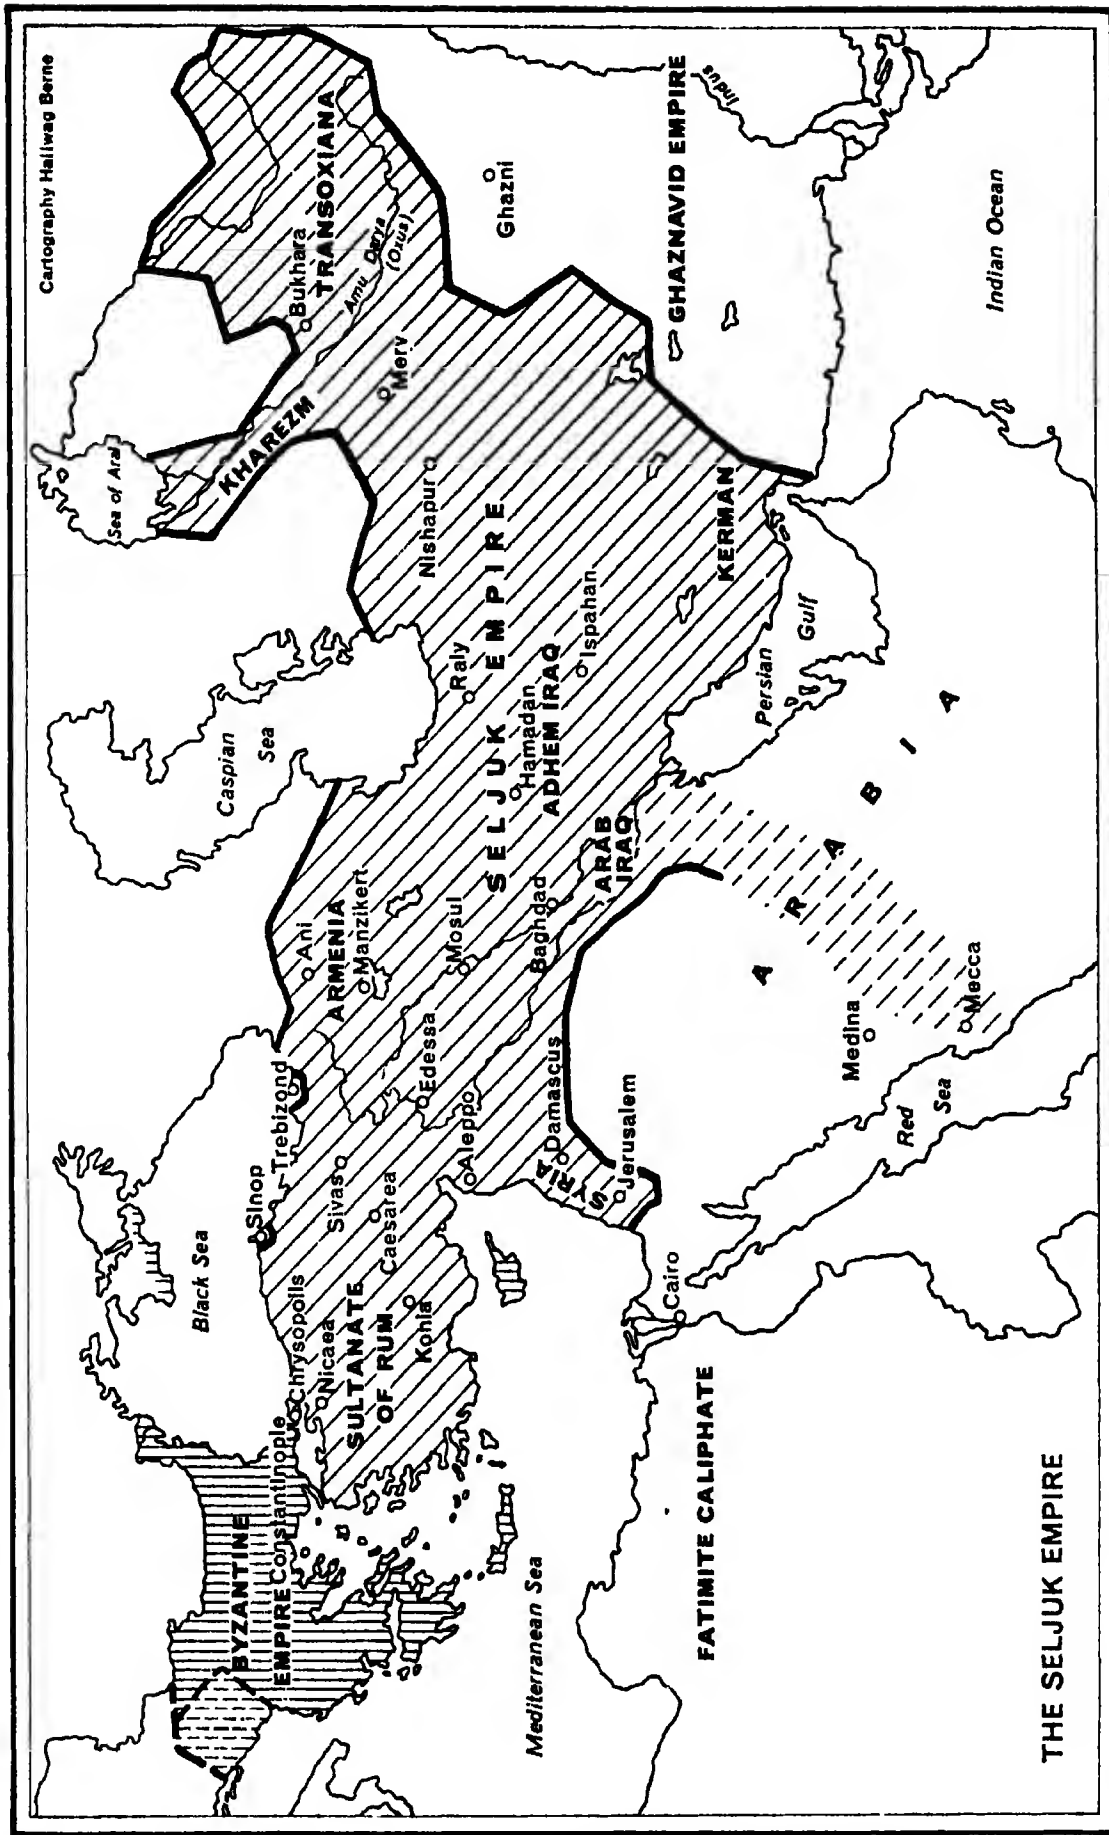 Cartography Hallwag Berne
Sea of Aral
KHAREZM
Bukhara
TRANSOXIANA
Amu Darya
(Oxus)
Merv
Ghazni
GHAZNAVID EMPIRE
Indus
Indian Ocean
Caspian
Sea
Nishapur
Raly
SELJUK EMPIRE
Hamadan
ADHEM IRAQ
Ispahan
KERMAN
Persian
Gulf
Black Sea
Sinop
Trebizond
Ani
ARMENIA
Manzikert
Mosul
Baghdad
ARAB
IRAQ
Sivas
Caesarea
Edessa
Aleppo
Damascus
SYRIA
Jerusalem
ARABIA
Medina
Mecca
Red
Sea
BYZANTINE
EMPIRE
Constantinople
Chrysopolis
Nicaea
SULTANATE
OF RUM
Kohla
Mediterranean Sea
Cairo
FATIMITE CALIPHATE
THE SELJUK EMPIRE